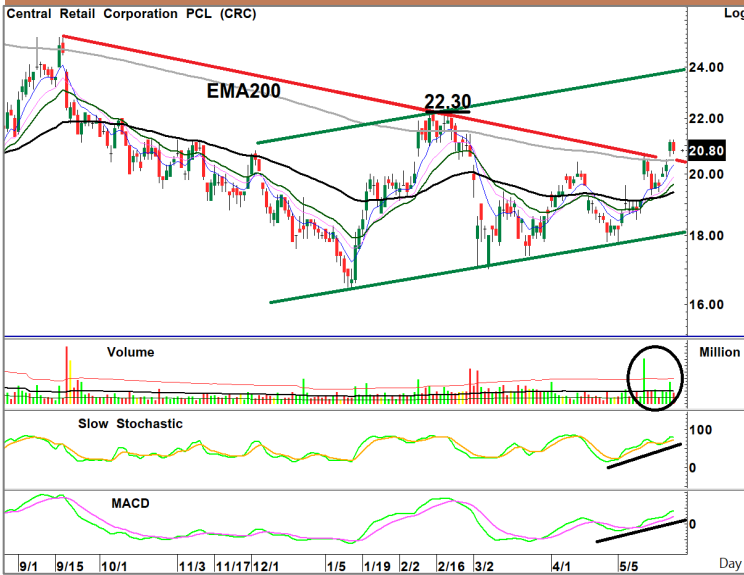 Central Retail Corporation PCL (CRC) Log
24.00
EMA200
22.30
22.00
20.80
20.00
18.00
16.00
Volume Million
Slow Stochastic 100
0
MACD
0
9/1 9/15 10/1 11/3 11/17 12/1 1/5 1/19 2/2 2/16 3/2 4/1 5/5 Day